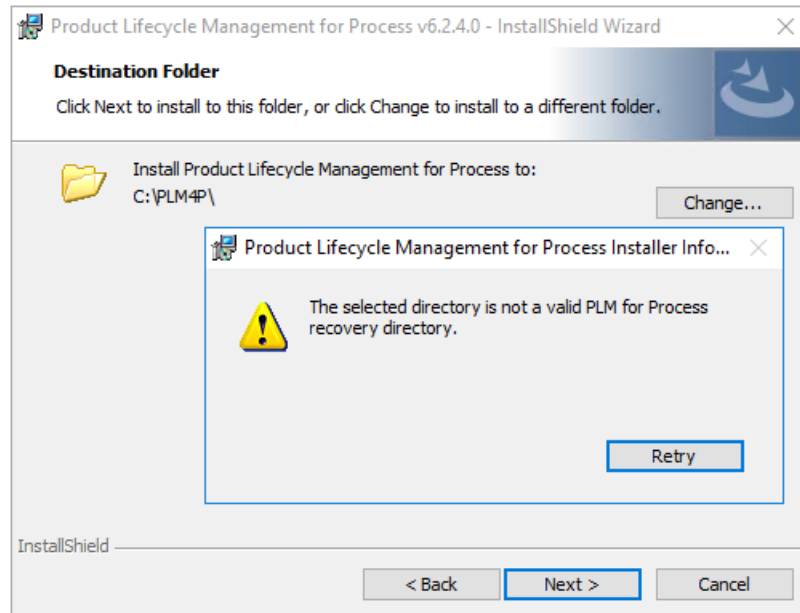 Product Lifecycle Management for Process v6.2.4.0 - InstallShield Wizard
Destination Folder
Click Next to install to this folder, or click Change to install to a different folder.
Install Product Lifecycle Management for Process to:
C:\PLM4P\
Change...
Product Lifecycle Management for Process Installer Info...
The selected directory is not a valid PLM for Process
recovery directory.
Retry
InstallShield
< Back
Next >
Cancel